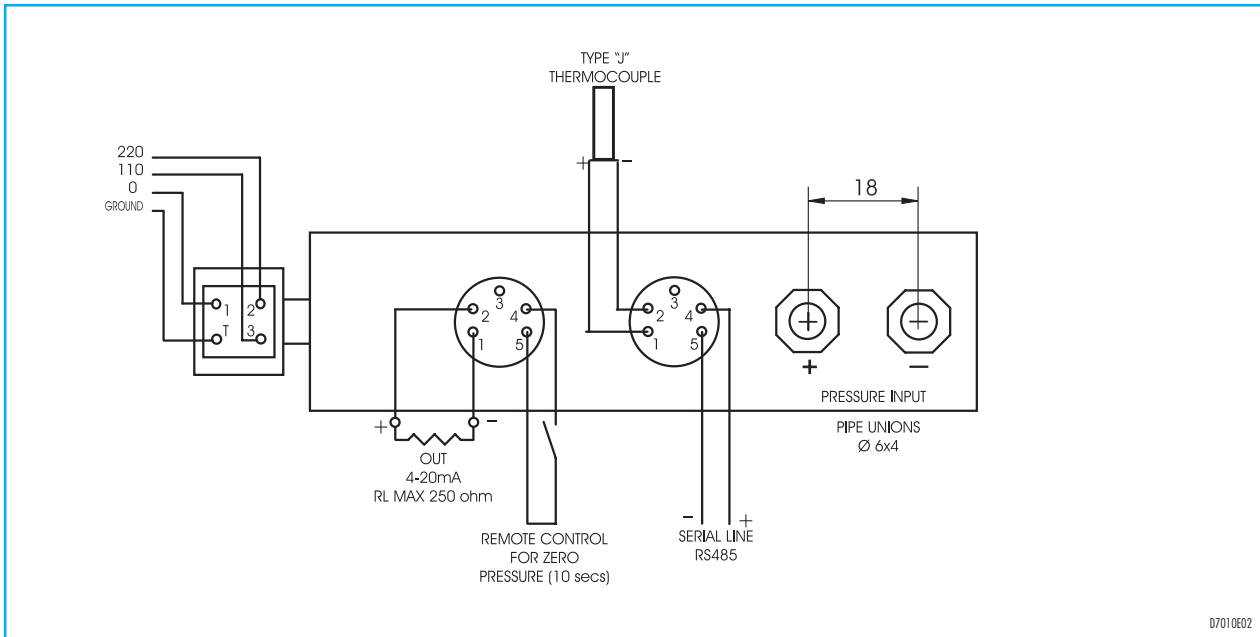 TYPE "J"
THERMOCOUPLE
+ −
220
110
0
GROUND
18
1 2
T 3
3
2 4
1 5
3
2 4
1 5
+ −
PRESSURE INPUT
PIPE UNIONS
Ø 6x4
+ −
OUT
4-20mA
RL MAX 250 ohm
REMOTE CONTROL
FOR ZERO
PRESSURE (10 secs)
− +
SERIAL LINE
RS485
D7010E02